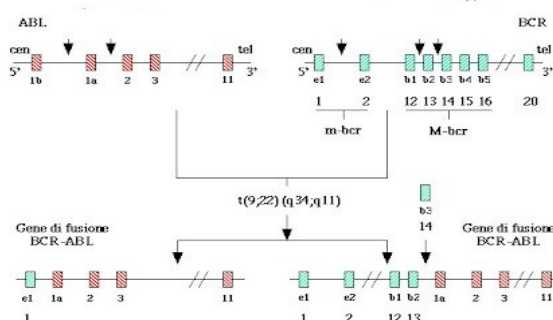 ABL
BCR
cen
tel
cen
tel
5'
3'
5'
3'
1b
1a
2
3
11
e1
e2
b1
b2
b3
b4
b5
1
2
12
13
14
15
16
20
m-bcr
M-bcr
t(9;22) (q34;q11)
b3
14
Gene di fusione
BCR-ABL
Gene di fusione
BCR-ABL
e1
1a
2
3
11
1
e1
e2
b1
b2
1a
2
3
11
1
2
12
13